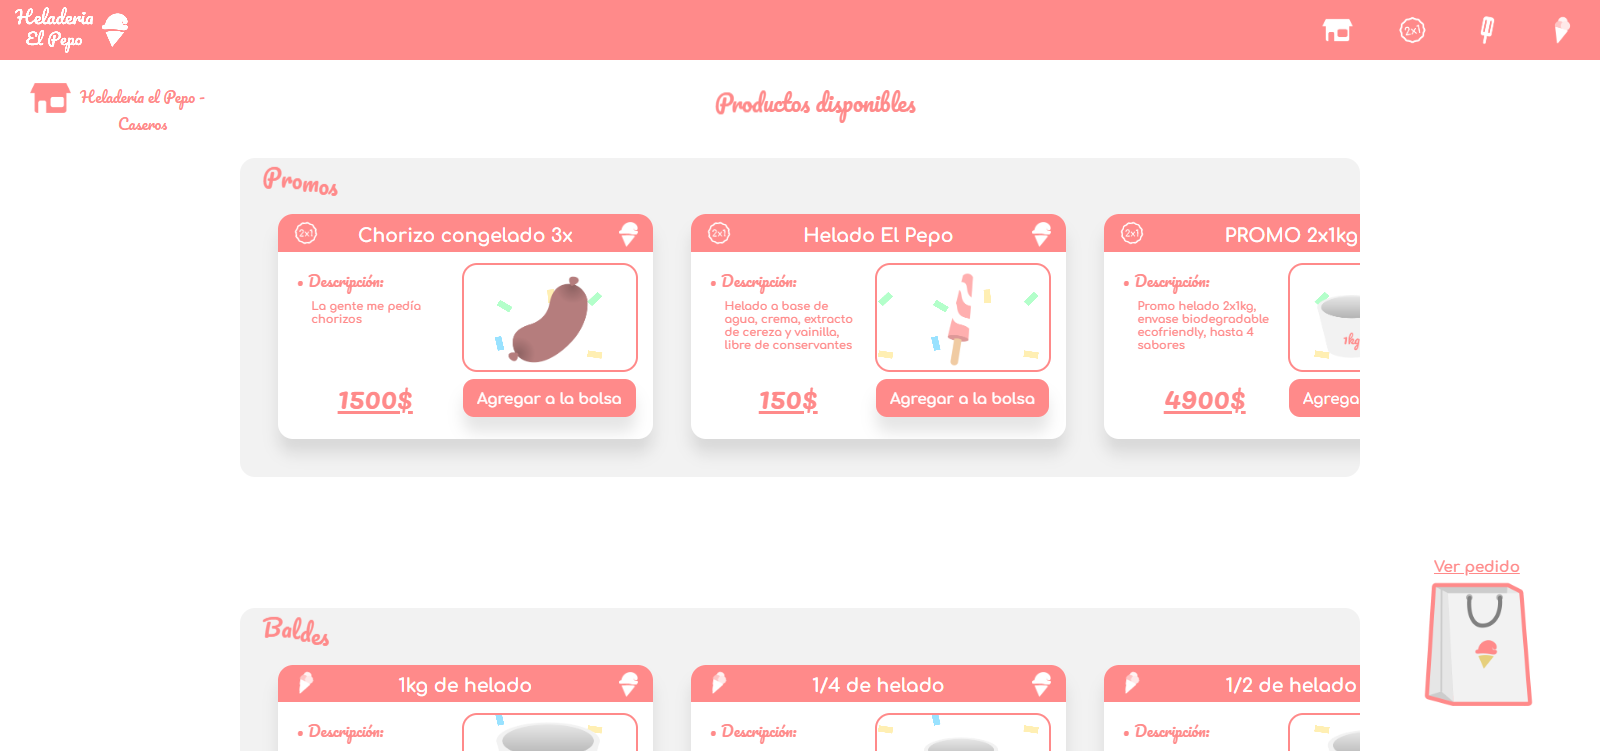 Heladeria
El Pepo
2x1
Heladería el Pepo -
Caseros
Productos disponibles
Promos
2x1
Chorizo congelado 3x
Descripción:
La gente me pedía
chorizos
1500$
Agregar a la bolsa
2x1
Helado El Pepo
Descripción:
Helado a base de
agua, crema, extracto
de cereza y vainilla,
libre de conservantes
150$
Agregar a la bolsa
2x1
PROMO 2x1kg
Descripción:
Promo helado 2x1kg,
envase biodegradable
ecofriendly, hasta 4
sabores
1kg
4900$
Agrega
Ver pedido
Baldes
1kg de helado
Descripción:
1/4 de helado
Descripción:
1/2 de helado
Descripción: